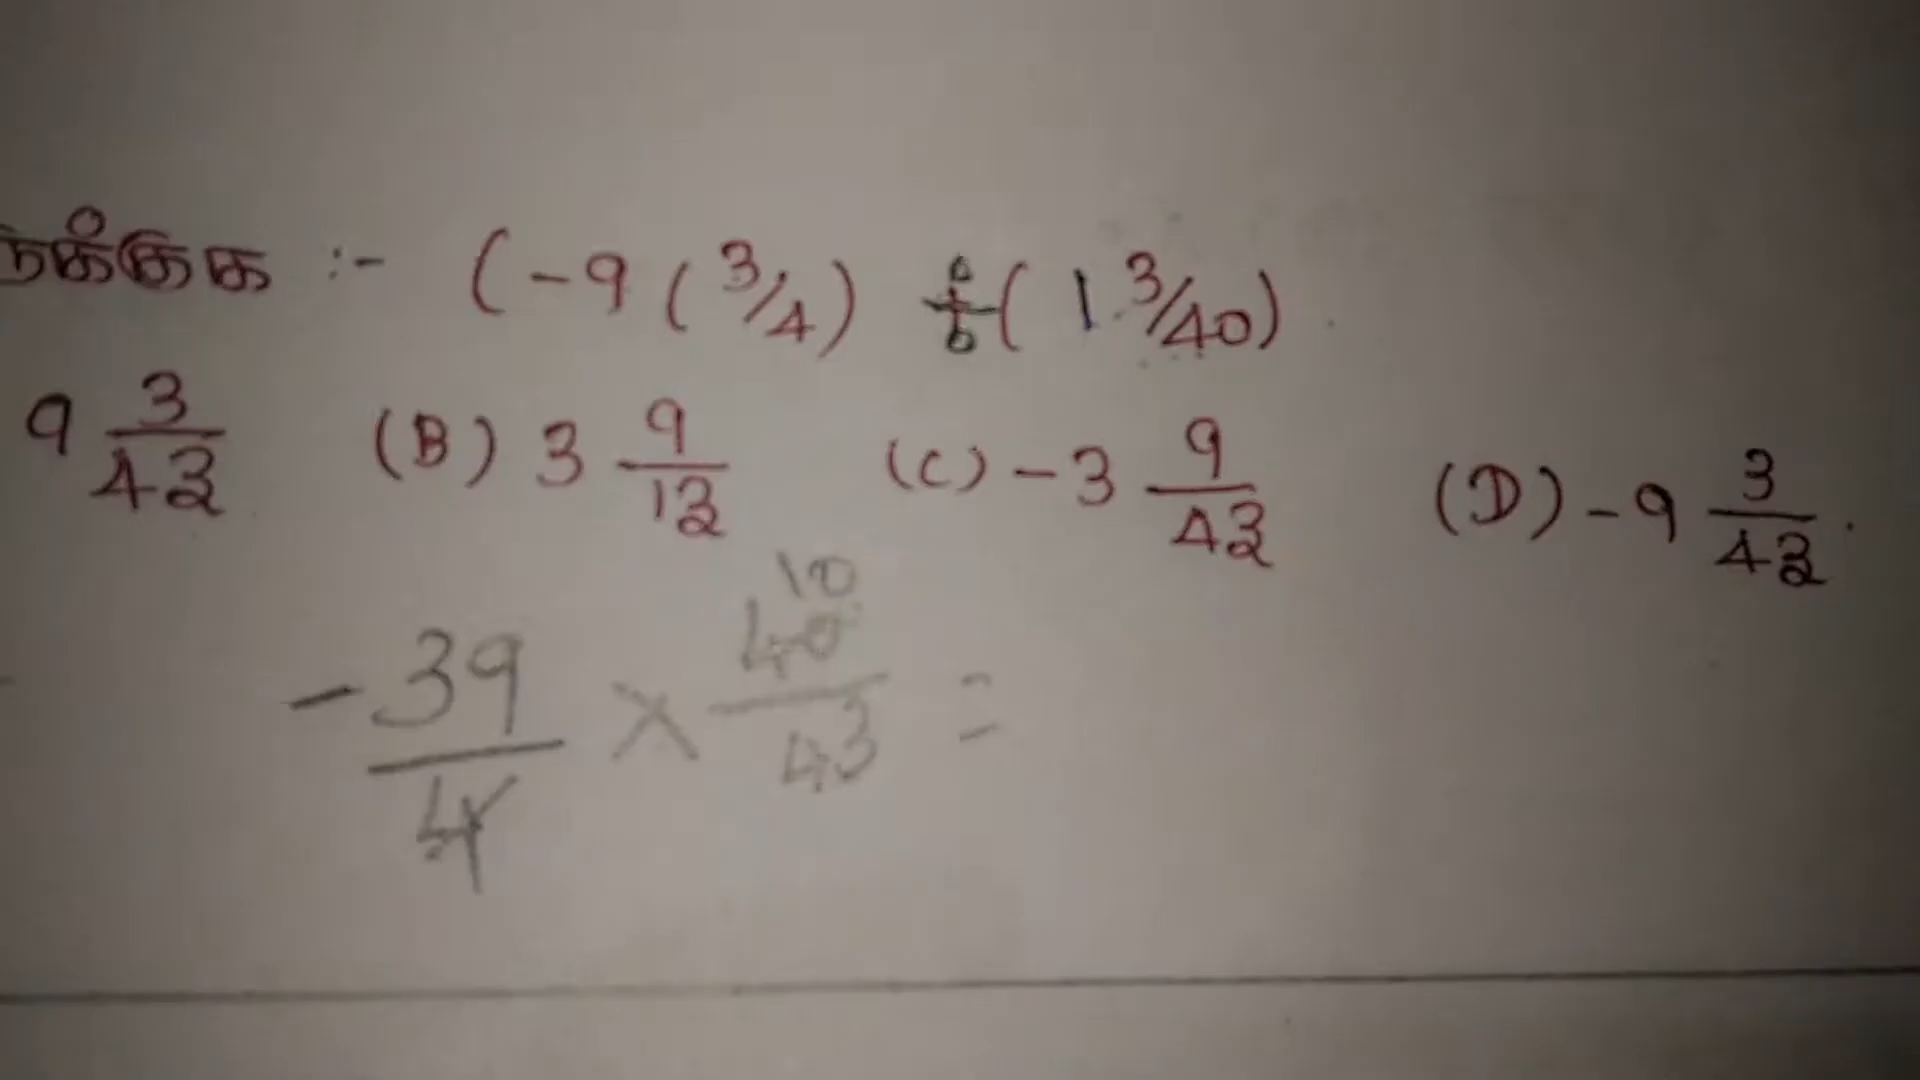 சுருக்குக :- (-9 (3/4) ÷ ( 1 3/40)
9 3/43 (B) 3 9/13 (C) -3 9/43 (D) -9 3/43.
-39/4 × 40/43 =
10